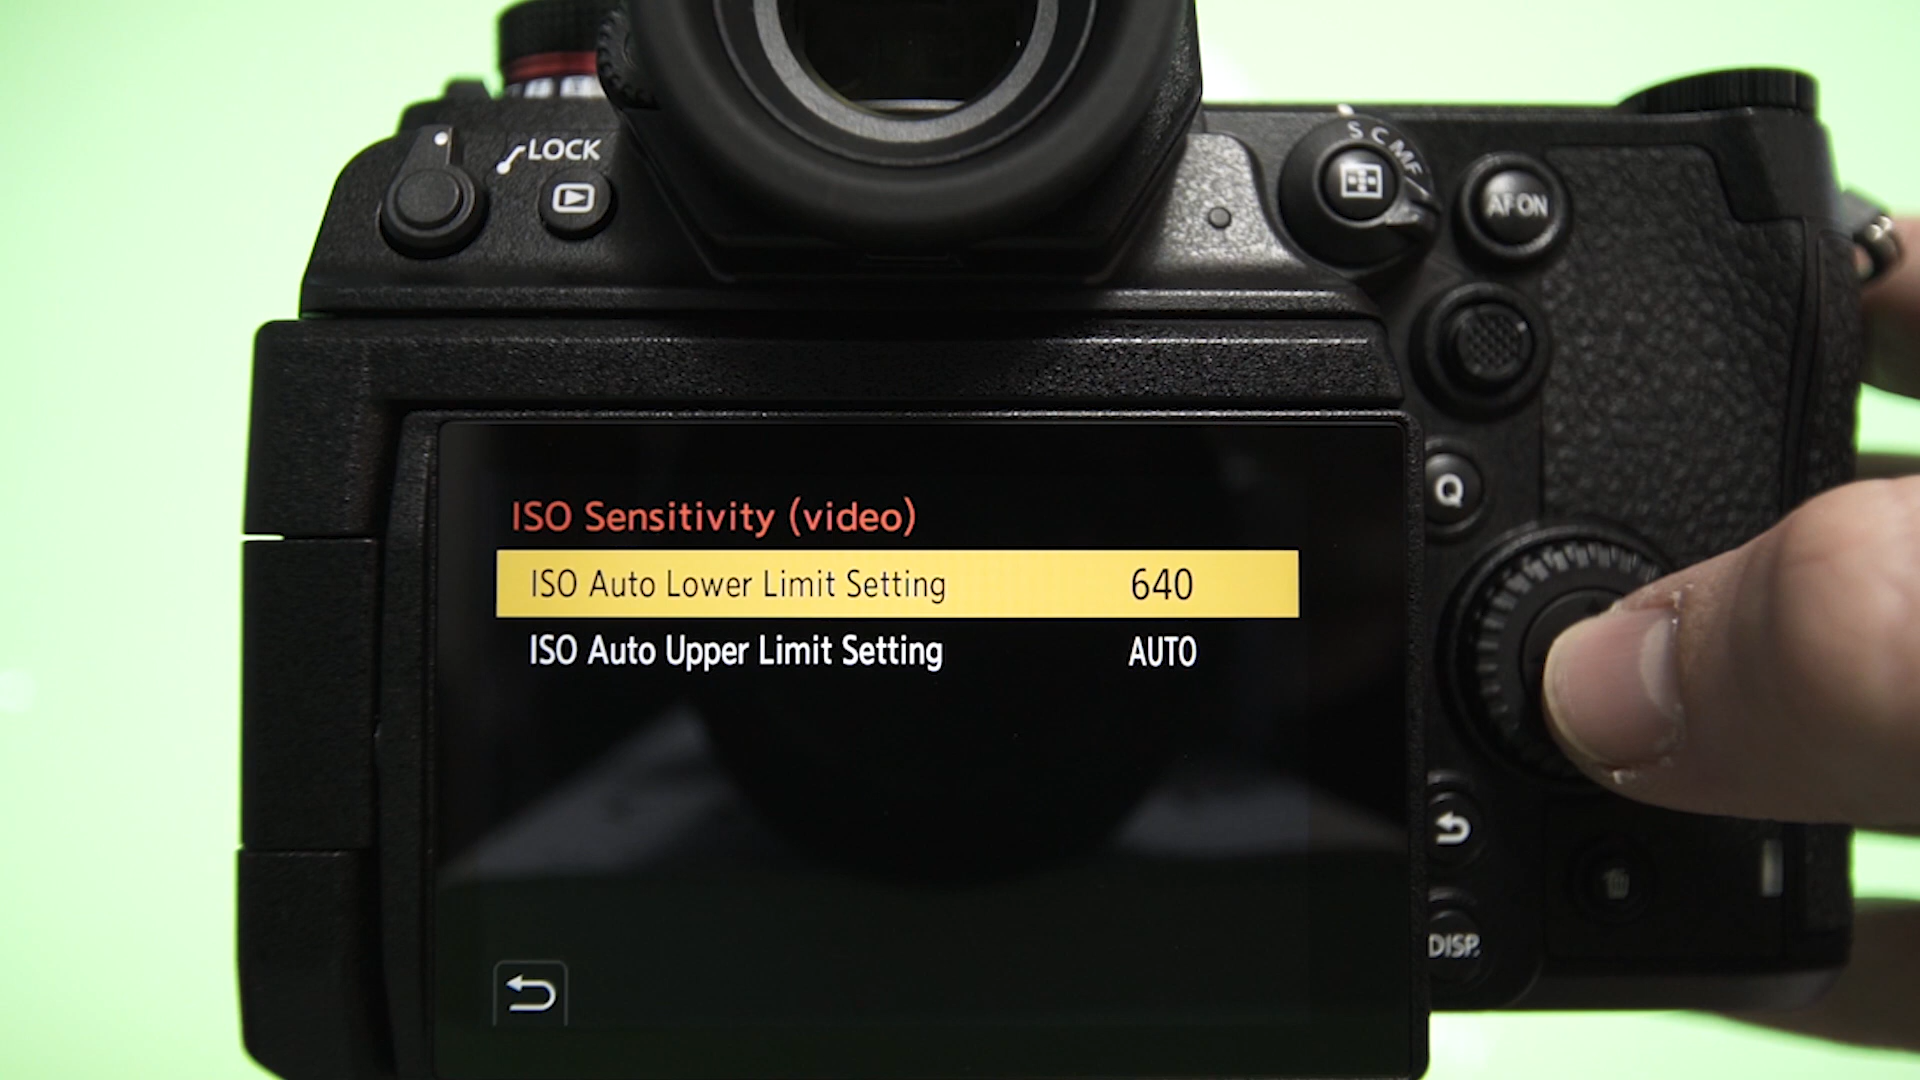 LOCK
S C MF
AF ON
Q
ISO Sensitivity (video)
ISO Auto Lower Limit Setting 640
ISO Auto Upper Limit Setting AUTO
DISP.